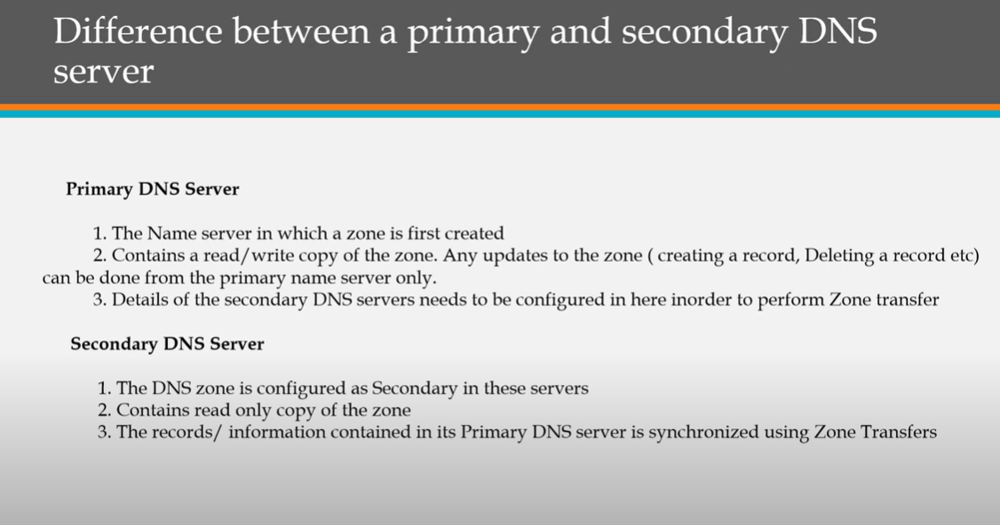 Difference between a primary and secondary DNS
server
Primary DNS Server
1. The Name server in which a zone is first created
2. Contains a read/write copy of the zone. Any updates to the zone ( creating a record, Deleting a record etc)
can be done from the primary name server only.
3. Details of the secondary DNS servers needs to be configured in here inorder to perform Zone transfer
Secondary DNS Server
1. The DNS zone is configured as Secondary in these servers
2. Contains read only copy of the zone
3. The records/ information contained in its Primary DNS server is synchronized using Zone Transfers